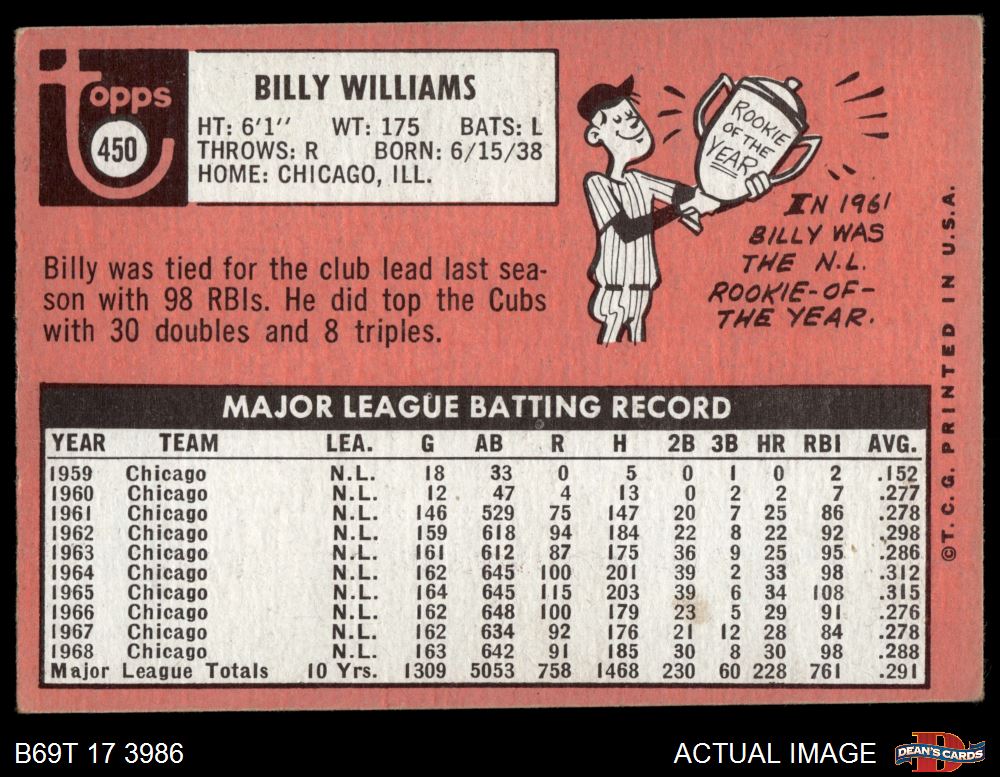 Topps
450
BILLY WILLIAMS
HT: 6'1" WT: 175 BATS: L
THROWS: R BORN: 6/15/38
HOME: CHICAGO, ILL.
ROOKIE
OF THE
YEAR
IN 1961
BILLY WAS
THE N.L.
ROOKIE-OF-
THE YEAR.
Billy was tied for the club lead last sea-
son with 98 RBIs. He did top the Cubs
with 30 doubles and 8 triples.
MAJOR LEAGUE BATTING RECORD
YEAR TEAM LEA. G AB R H 2B 3B HR RBI AVG.
1959 Chicago N.L. 18 33 0 5 0 1 0 2 .152
1960 Chicago N.L. 12 47 4 13 0 2 2 7 .277
1961 Chicago N.L. 146 529 75 147 20 7 25 86 .278
1962 Chicago N.L. 159 618 94 184 22 8 22 92 .298
1963 Chicago N.L. 161 612 87 175 36 9 25 95 .286
1964 Chicago N.L. 162 645 100 201 39 2 33 98 .312
1965 Chicago N.L. 164 645 115 203 39 6 34 108 .315
1966 Chicago N.L. 162 648 100 179 23 5 29 91 .276
1967 Chicago N.L. 162 634 92 176 21 12 28 84 .278
1968 Chicago N.L. 163 642 91 185 30 8 30 98 .288
Major League Totals 10 Yrs. 1309 5053 758 1468 230 60 228 761 .291
©T.C.G. PRINTED IN U.S.A.
B69T 17 3986
ACTUAL IMAGE
D
DEAN'S CARDS